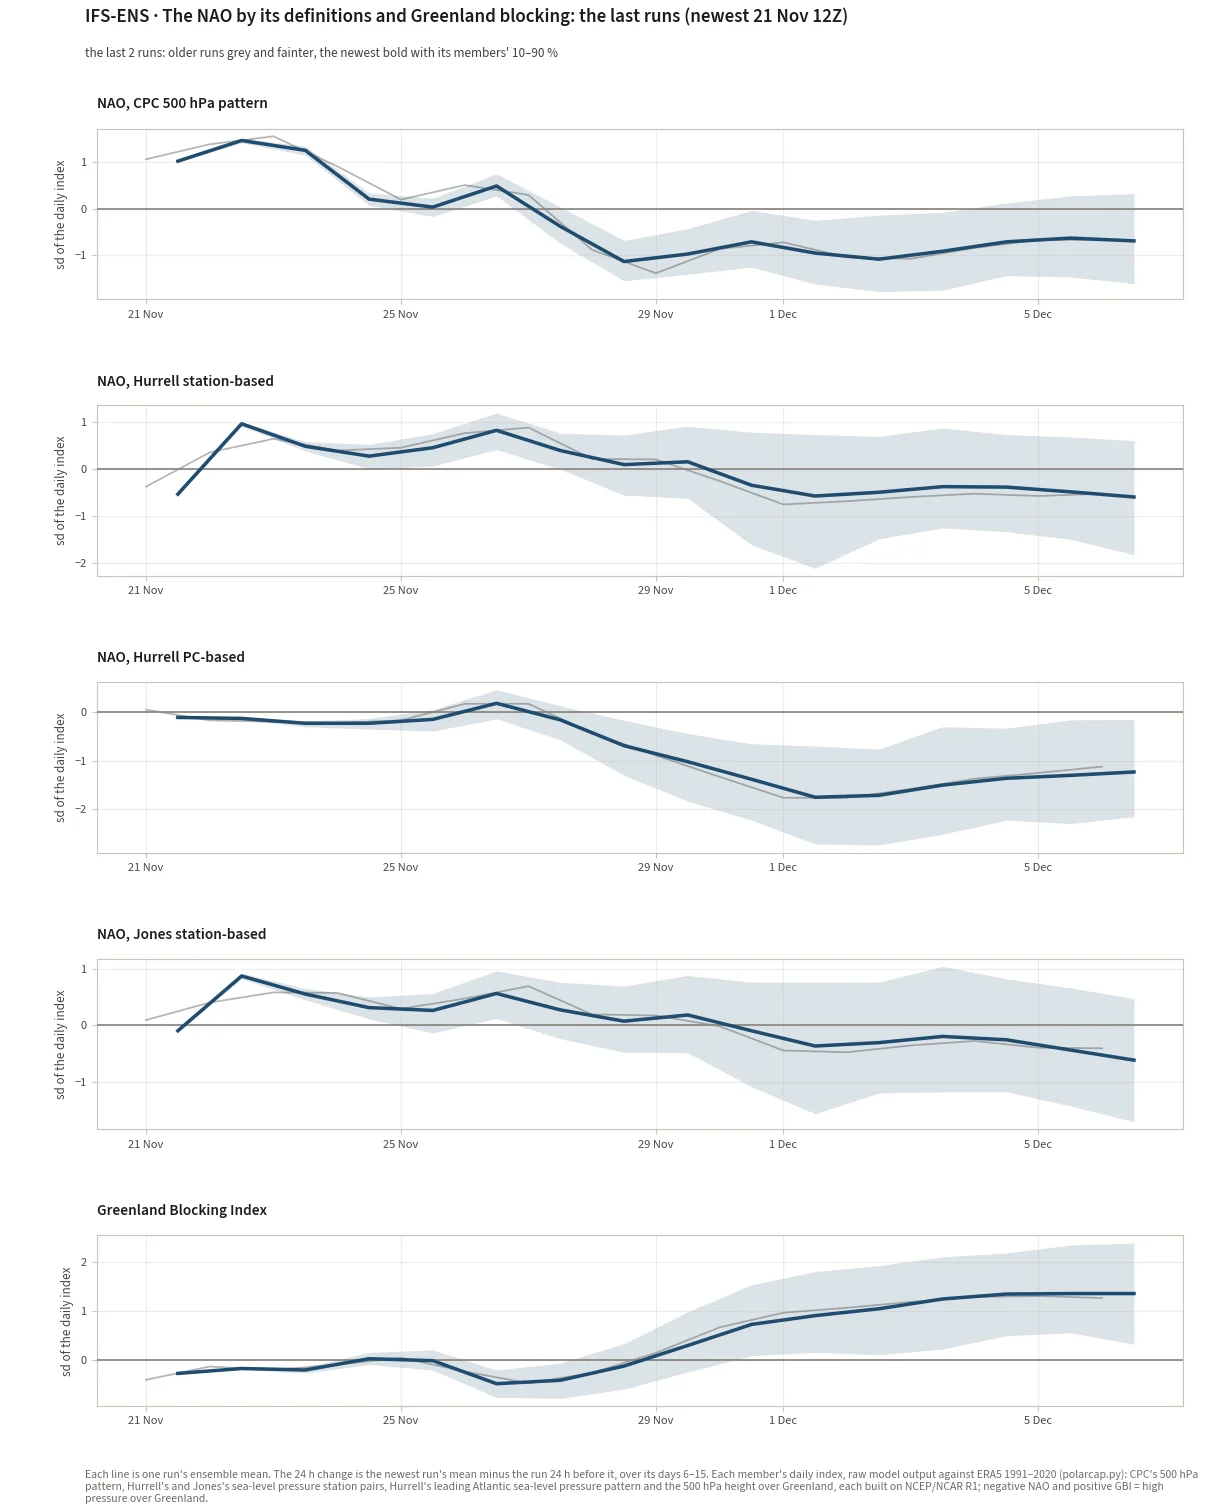 IFS-ENS · The NAO by its definitions and Greenland blocking: the last runs (newest 21 Nov 12Z)
the last 2 runs: older runs grey and fainter, the newest bold with its members' 10–90 %
NAO, CPC 500 hPa pattern
sd of the daily index
1
0
−1
21 Nov
25 Nov
29 Nov
1 Dec
5 Dec
NAO, Hurrell station-based
sd of the daily index
1
0
−1
−2
21 Nov
25 Nov
29 Nov
1 Dec
5 Dec
NAO, Hurrell PC-based
sd of the daily index
0
−1
−2
21 Nov
25 Nov
29 Nov
1 Dec
5 Dec
NAO, Jones station-based
sd of the daily index
1
0
−1
21 Nov
25 Nov
29 Nov
1 Dec
5 Dec
Greenland Blocking Index
sd of the daily index
2
1
0
21 Nov
25 Nov
29 Nov
1 Dec
5 Dec
Each line is one run's ensemble mean. The 24 h change is the newest run's mean minus the run 24 h before it, over its days 6–15. Each member's daily index, raw model output against ERA5 1991–2020 (polarcap.py): CPC's 500 hPa
pattern, Hurrell's and Jones's sea-level pressure station pairs, Hurrell's leading Atlantic sea-level pressure pattern and the 500 hPa height over Greenland, each built on NCEP/NCAR R1; negative NAO and positive GBI = high
pressure over Greenland.